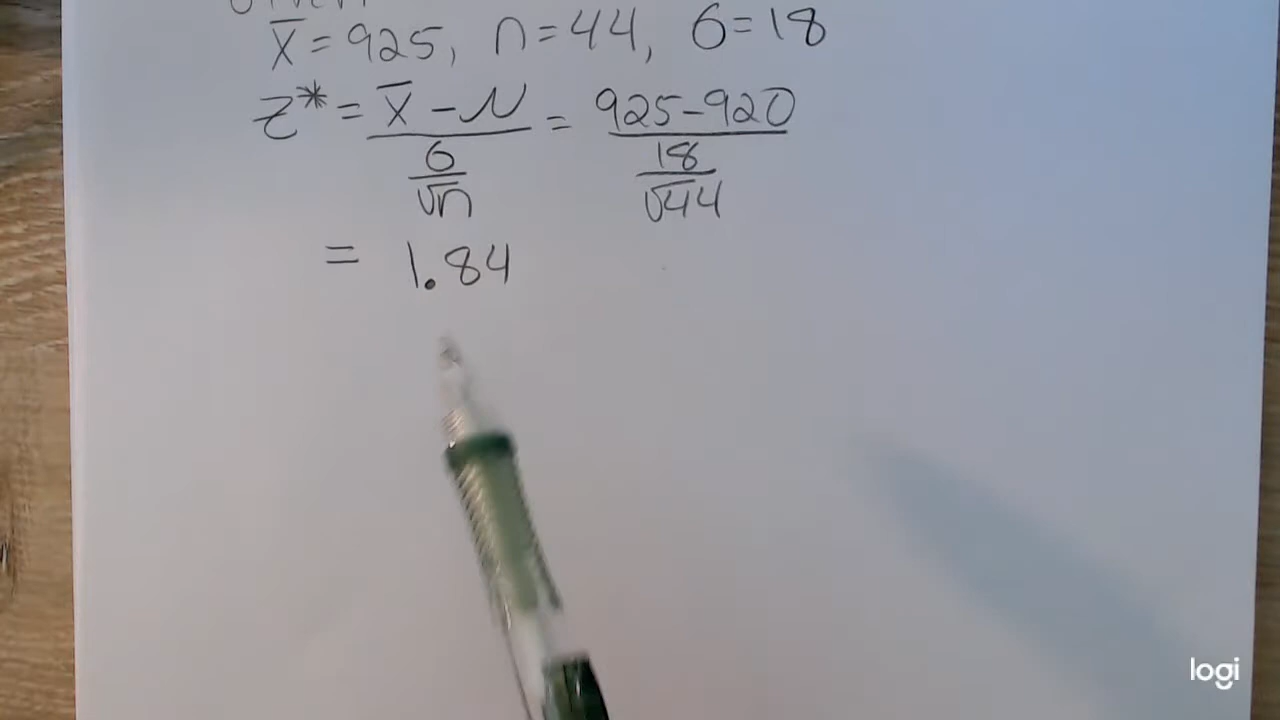 x̄ = 925, n = 44, σ = 18
z* = (x̄ − μ) / (σ/√n) = (925 − 920) / (18/√44)
= 1.84
logi